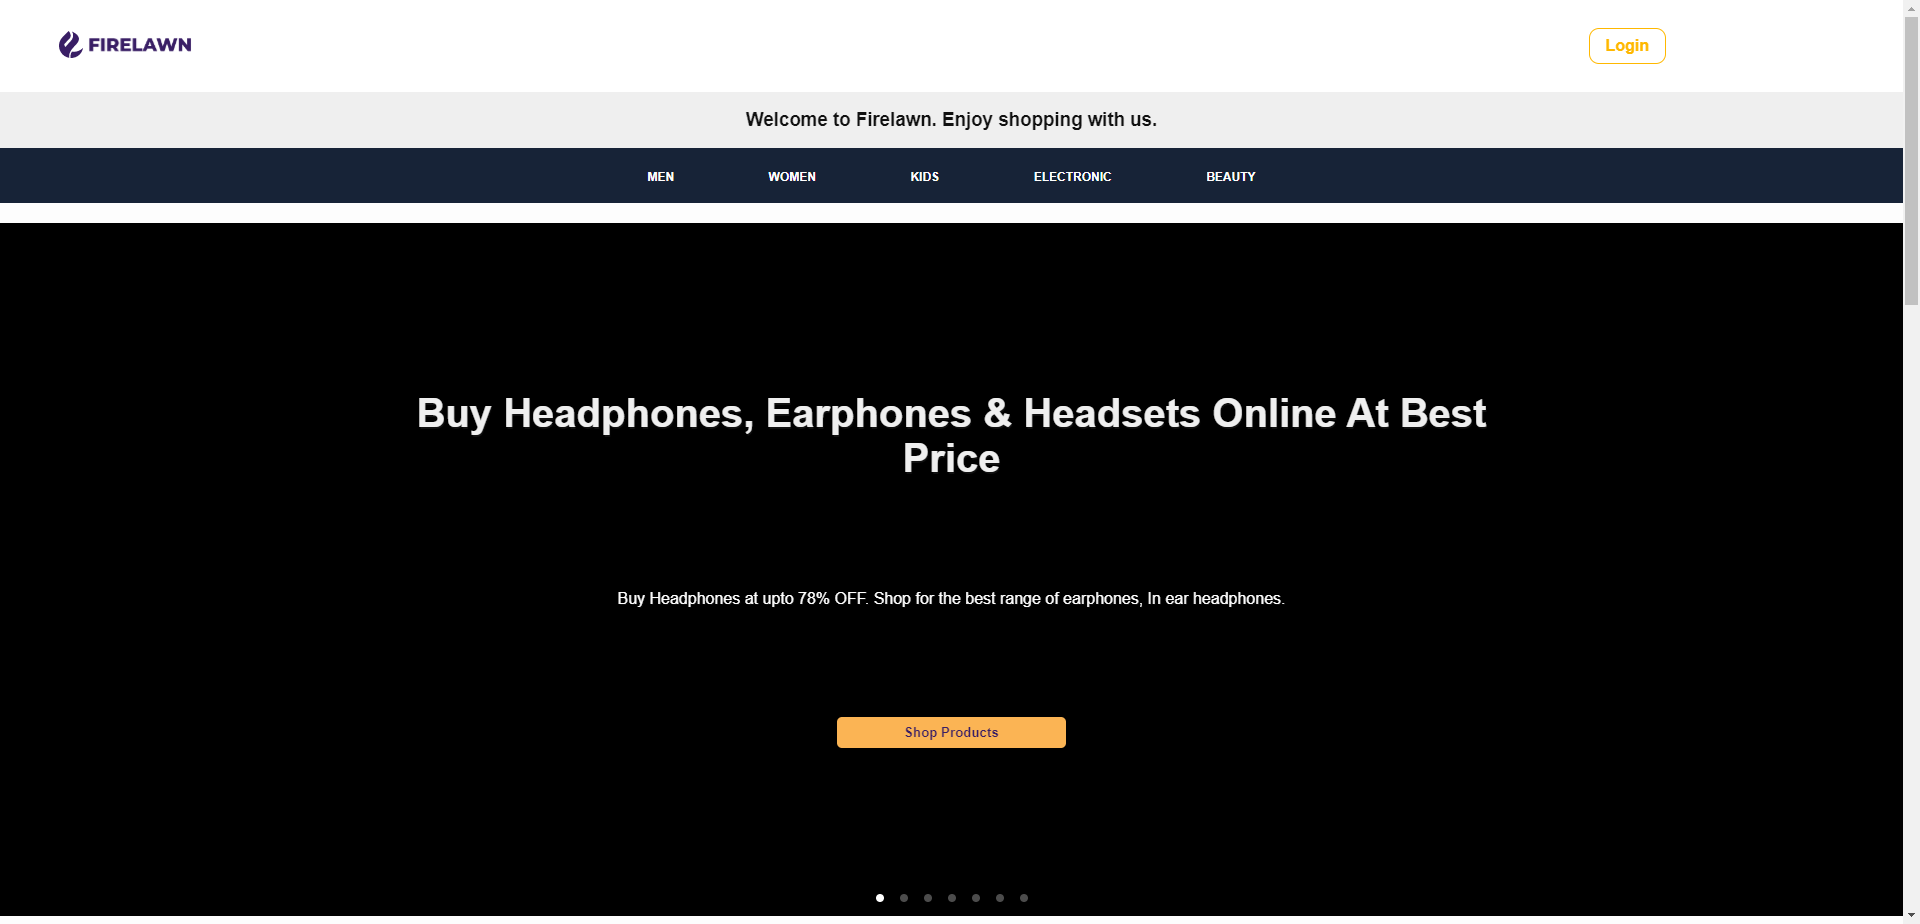 FIRELAWN
Login
Welcome to Firelawn. Enjoy shopping with us.
MEN WOMEN KIDS ELECTRONIC BEAUTY
Buy Headphones, Earphones & Headsets Online At Best
Price
Buy Headphones at upto 78% OFF. Shop for the best range of earphones, In ear headphones.
Shop Products